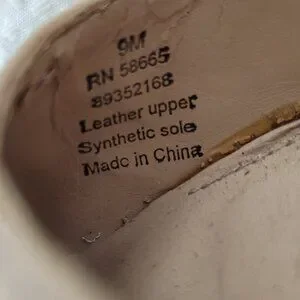 9M
RN 58665
89352168
Leather upper
Synthetic sole
Made in China